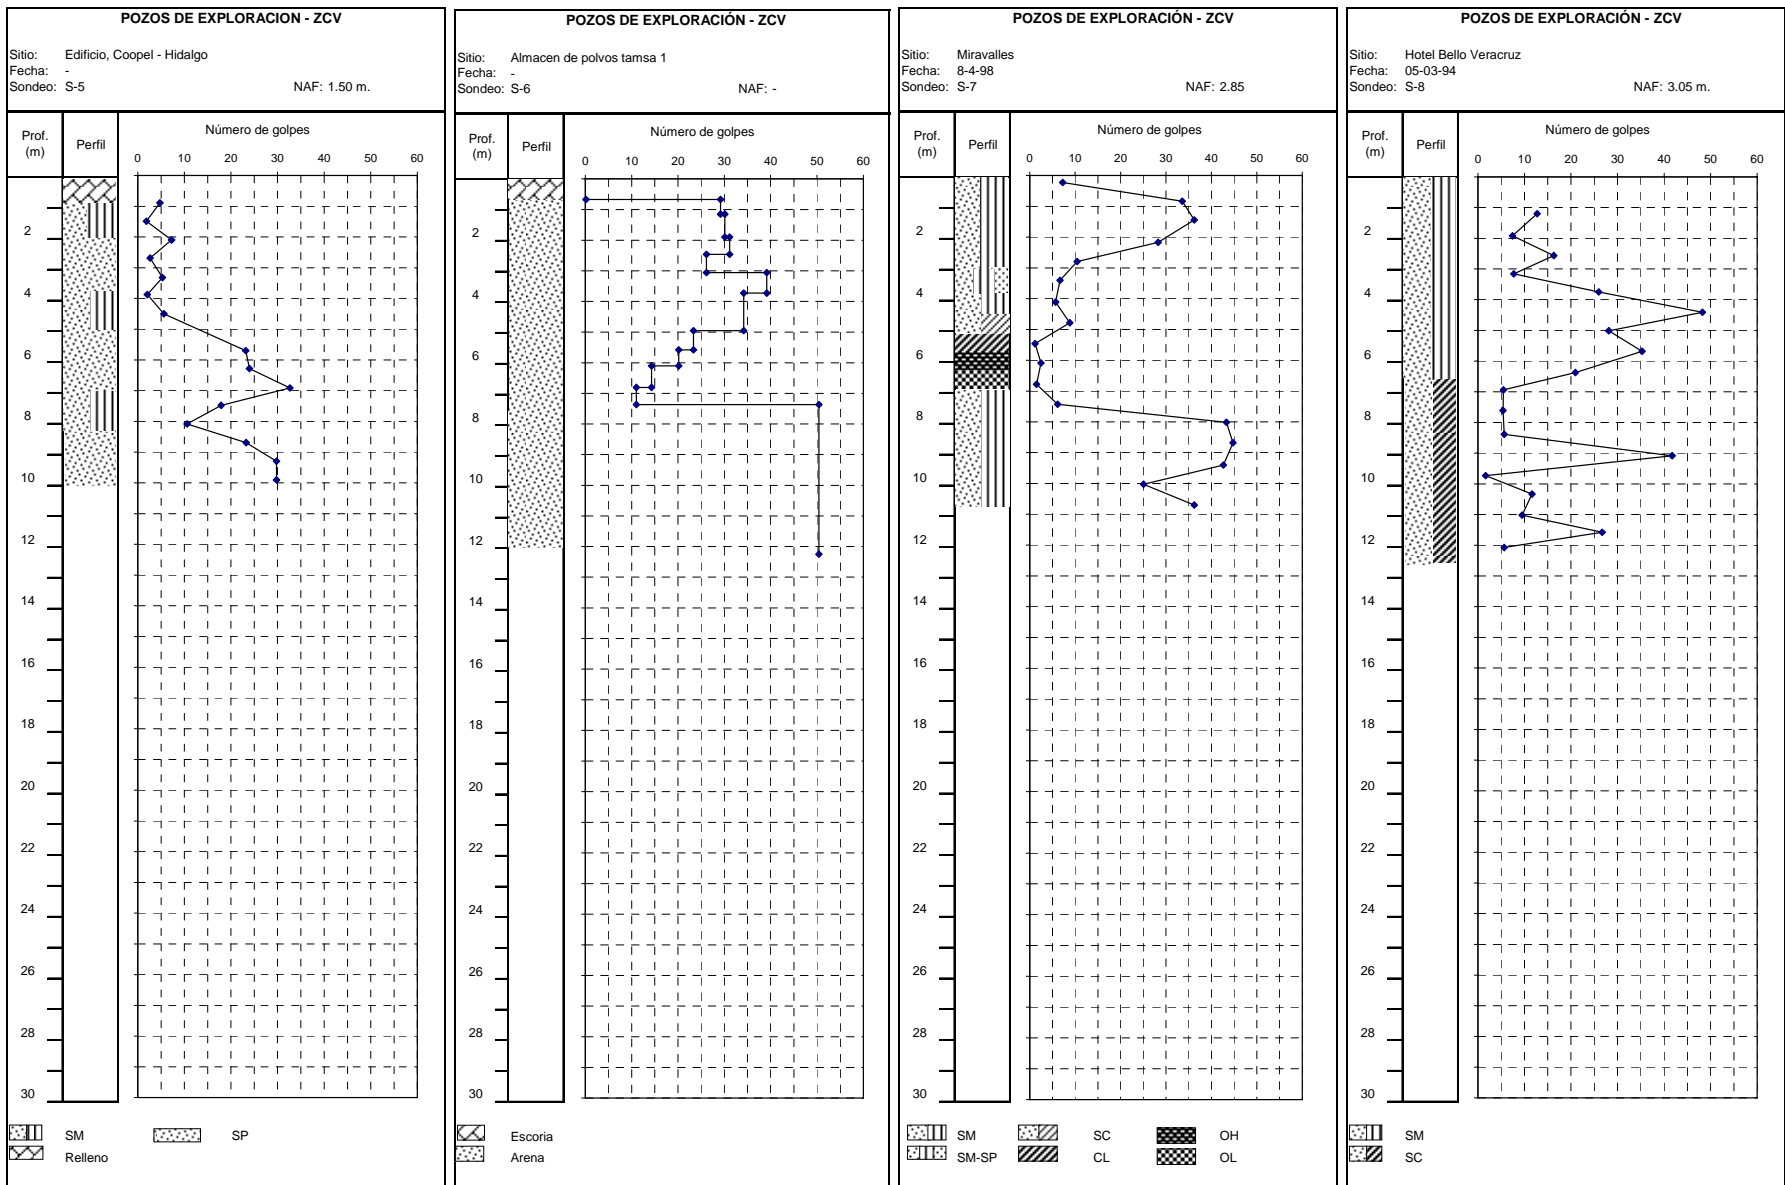 POZOS DE EXPLORACION - ZCV
Sitio: Edificio, Coopel - Hidalgo
Fecha: -
Sondeo: S-5 NAF: 1.50 m.
Prof. (m)
Perfil
Número de golpes
0 10 20 30 40 50 60
2
4
6
8
10
12
14
16
18
20
22
24
26
28
30
SM SP
Relleno
POZOS DE EXPLORACIÓN - ZCV
Sitio: Almacen de polvos tamsa 1
Fecha: -
Sondeo: S-6 NAF: -
Prof. (m)
Perfil
Número de golpes
0 10 20 30 40 50 60
2
4
6
8
10
12
14
16
18
20
22
24
26
28
30
Escoria
Arena
POZOS DE EXPLORACIÓN - ZCV
Sitio: Miravalles
Fecha: 8-4-98
Sondeo: S-7 NAF: 2.85
Prof. (m)
Perfil
Número de golpes
0 10 20 30 40 50 60
2
4
6
8
10
12
14
16
18
20
22
24
26
28
30
SM SC OH
SM-SP CL OL
POZOS DE EXPLORACIÓN - ZCV
Sitio: Hotel Bello Veracruz
Fecha: 05-03-94
Sondeo: S-8 NAF: 3.05 m.
Prof. (m)
Perfil
Número de golpes
0 10 20 30 40 50 60
2
4
6
8
10
12
14
16
18
20
22
24
26
28
30
SM
SC